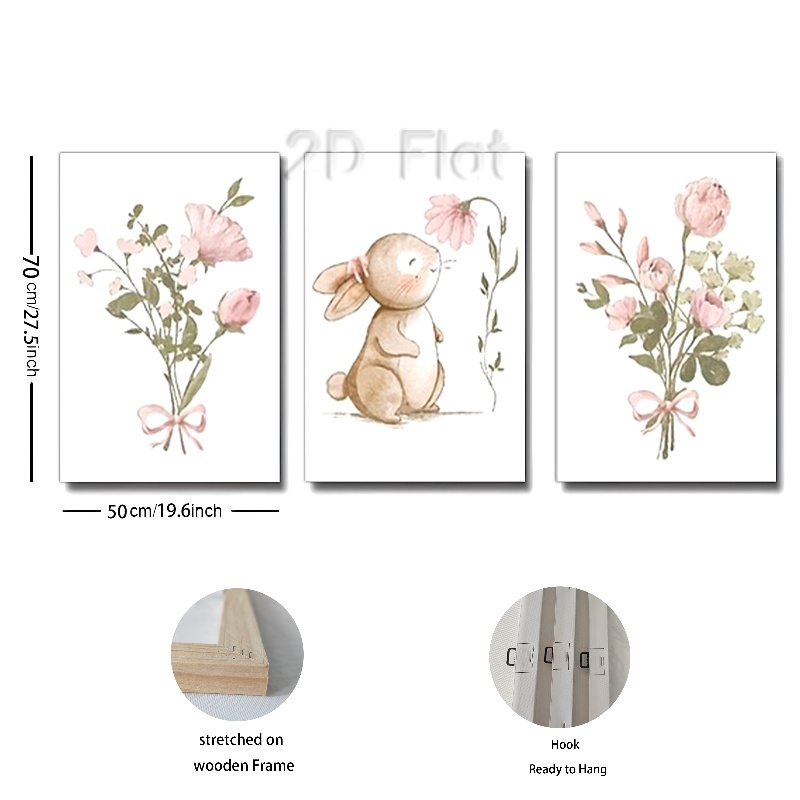 2D Flat
70 cm/27.5inch
50 cm/19.6inch
stretched on
wooden Frame
Hook
Ready to Hang